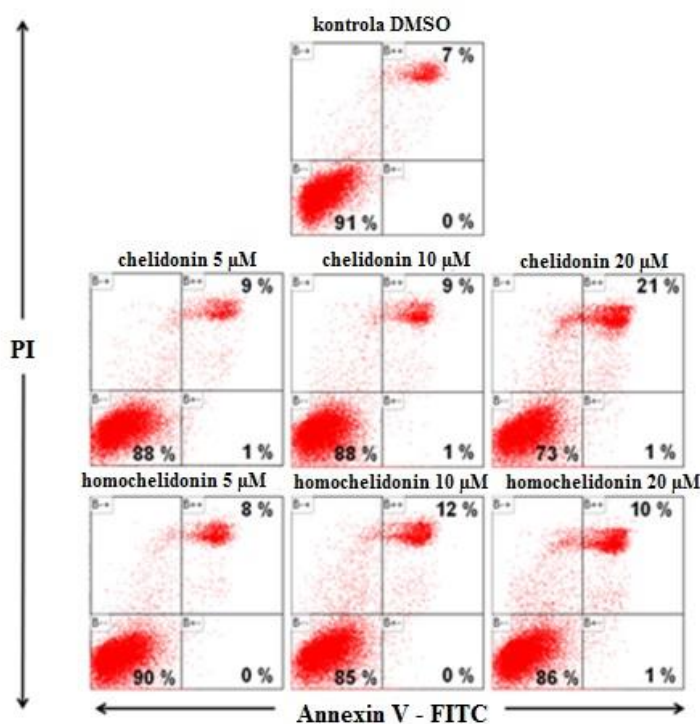 kontrola DMSO
B-+ B++ 7 %
B-- B+-
91 % 0 %
chelidonin 5 µM chelidonin 10 µM chelidonin 20 µM
B-+ B++ 9 % B-+ B++ 9 % B-+ B++ 21 %
PI
B-- B+- B-- B+- B-- B+-
88 % 1 % 88 % 1 % 73 % 1 %
homochelidonin 5 µM homochelidonin 10 µM homochelidonin 20 µM
B-+ B++ 8 % B-+ B++ 12 % B-+ B++ 10 %
B-- B+- B-- B+- B-- B+-
90 % 0 % 85 % 0 % 86 % 1 %
Annexin V - FITC